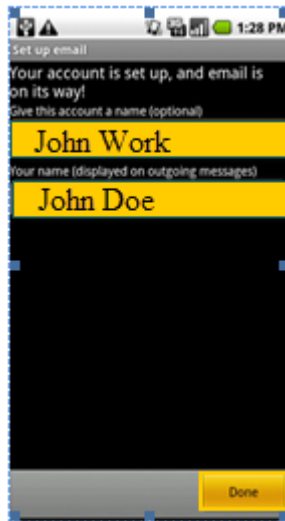 1:28 PM
Set up email
Your account is set up, and email is
on its way!
Give this account a name (optional)
John Work
Your name (displayed on outgoing messages)
John Doe
Done